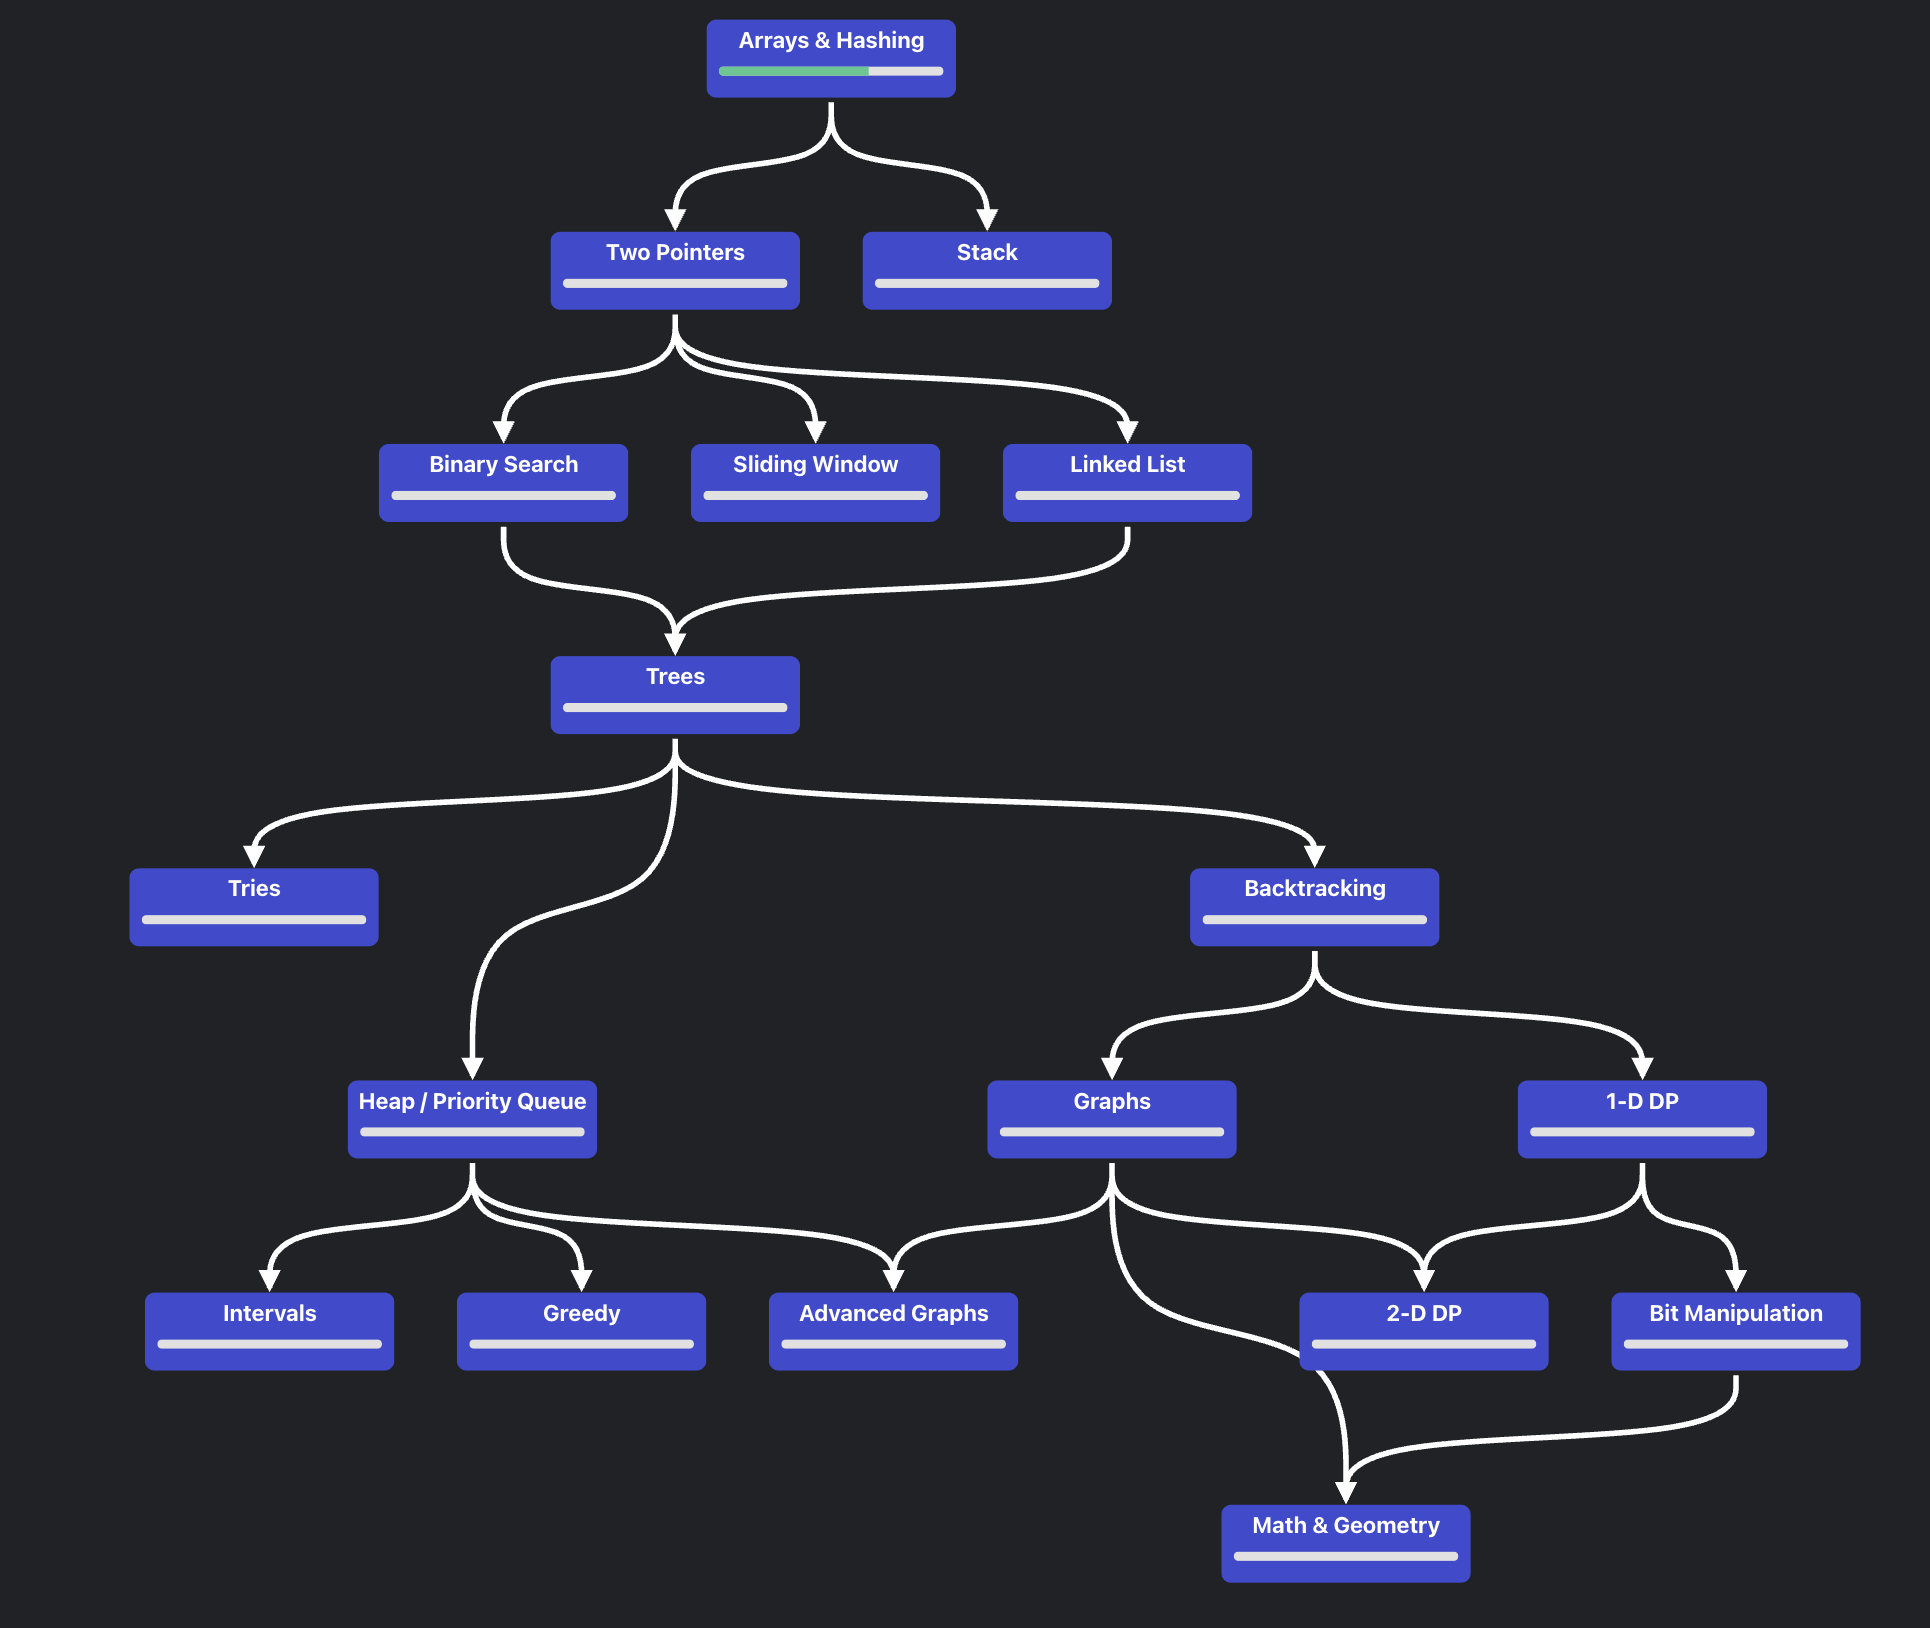 Arrays & Hashing
Two Pointers
Stack
Binary Search
Sliding Window
Linked List
Trees
Tries
Backtracking
Heap / Priority Queue
Graphs
1-D DP
Intervals
Greedy
Advanced Graphs
2-D DP
Bit Manipulation
Math & Geometry